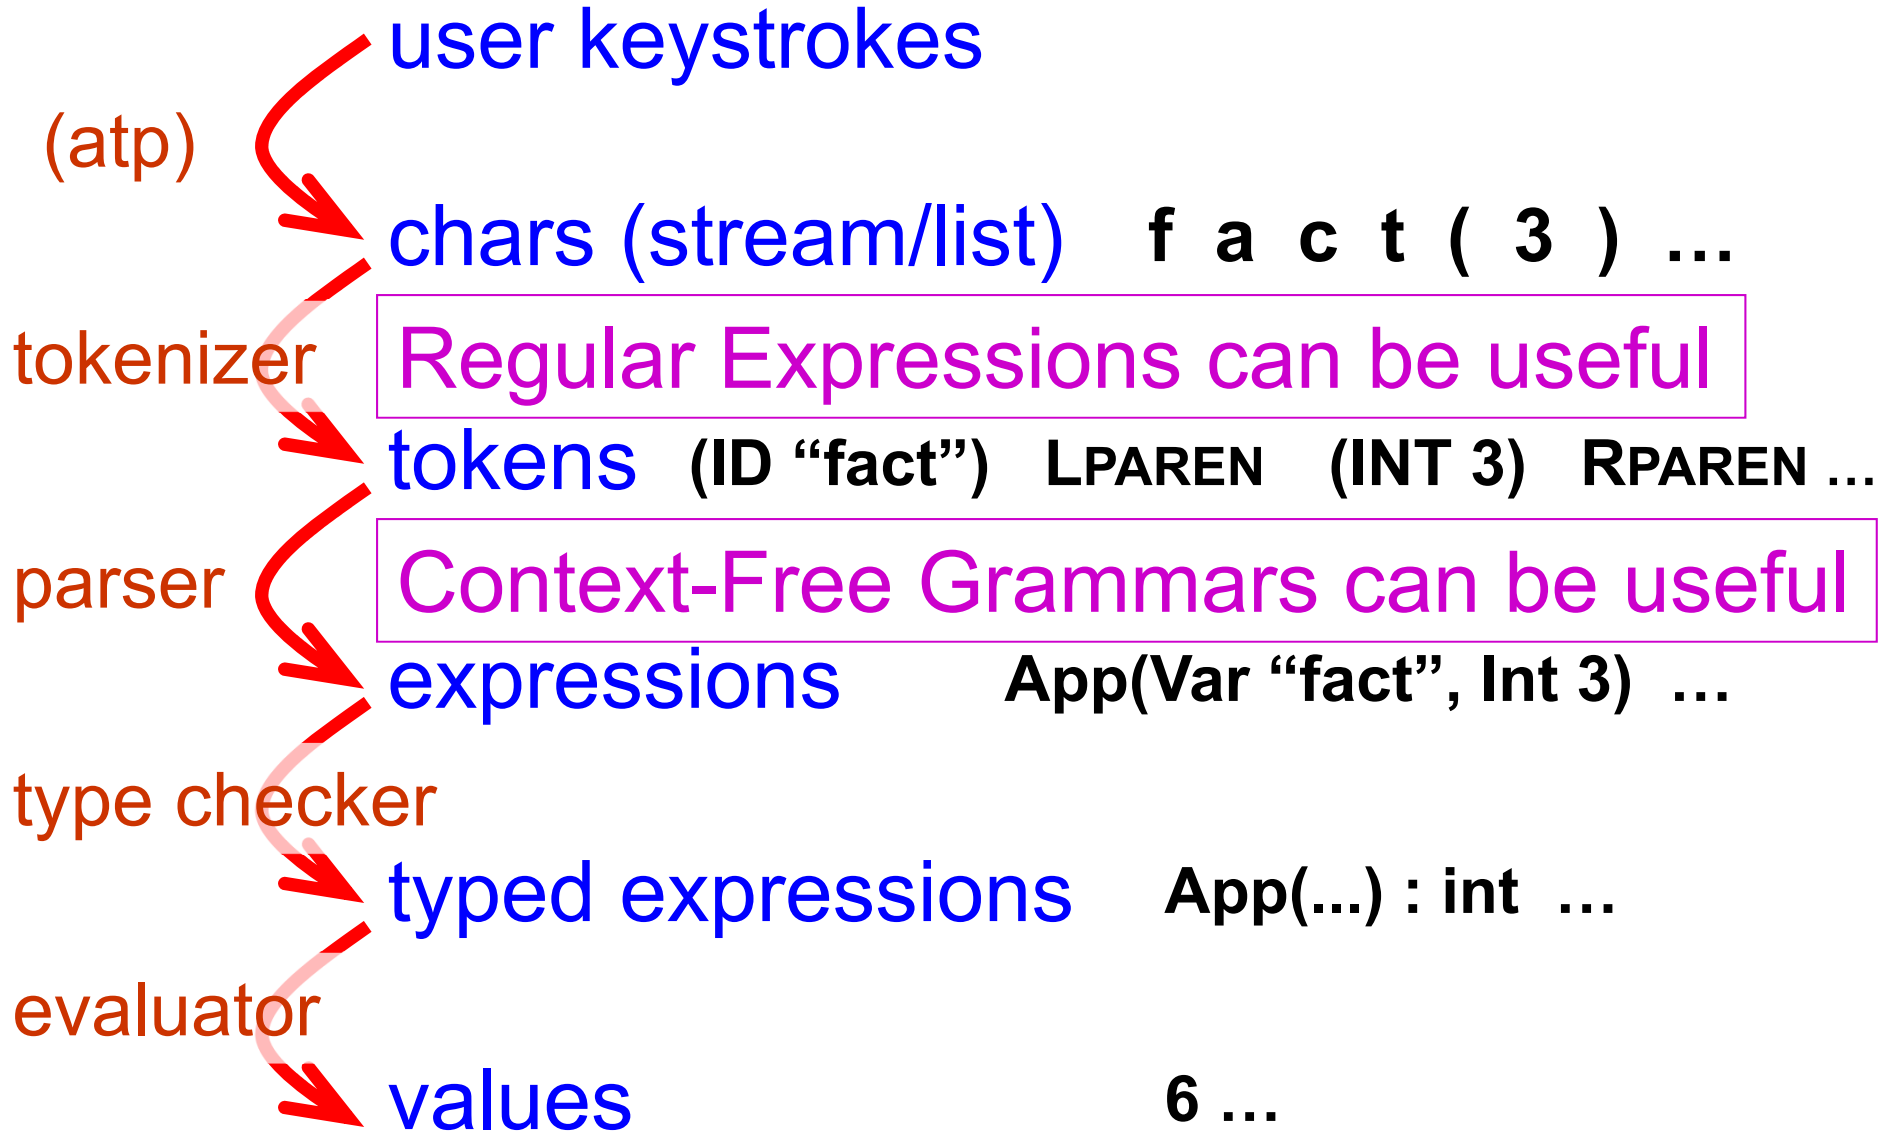 user keystrokes
(atp)
chars (stream/list) f a c t ( 3 ) …
tokenizer Regular Expressions can be useful
tokens (ID “fact”) LPAREN (INT 3) RPAREN …
parser Context-Free Grammars can be useful
expressions App(Var “fact”, Int 3) …
type checker
typed expressions App(...) : int …
evaluator
values 6 …